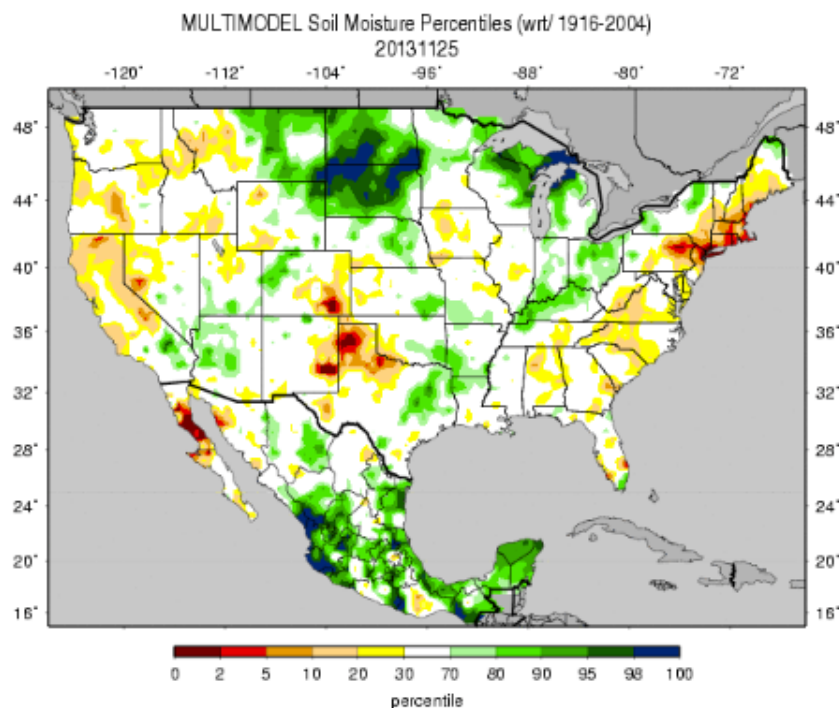 MULTIMODEL Soil Moisture Percentiles (wrt/ 1916-2004)
20131125
-120° -112° -104° -96° -88° -80° -72°
48° 48°
44° 44°
40° 40°
36° 36°
32° 32°
28° 28°
24° 24°
20° 20°
16° 16°
0 2 5 10 20 30 70 80 90 95 98 100
percentile